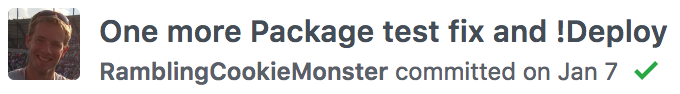 One more Package test fix and !Deploy
RamblingCookieMonster committed on Jan 7